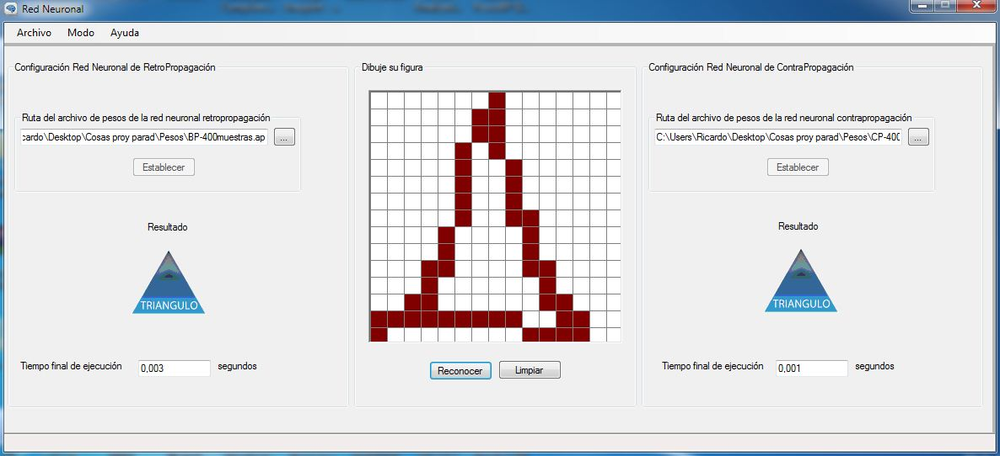 Red Neuronal
Archivo Modo Ayuda
Configuración Red Neuronal de RetroPropagación
Ruta del archivo de pesos de la red neuronal retropropagación
cardo\Desktop\Cosas proy parad\Pesos\BP-400muestras.ap
...
Establecer
Resultado
TRIANGULO
Tiempo final de ejecución 0,003 segundos
Dibuje su figura
Reconocer Limpiar
Configuración Red Neuronal de ContraPropagación
Ruta del archivo de pesos de la red neuronal contrapropagación
C:\Users\Ricardo\Desktop\Cosas proy parad\Pesos\CP-400
...
Establecer
Resultado
TRIANGULO
Tiempo final de ejecución 0,001 segundos